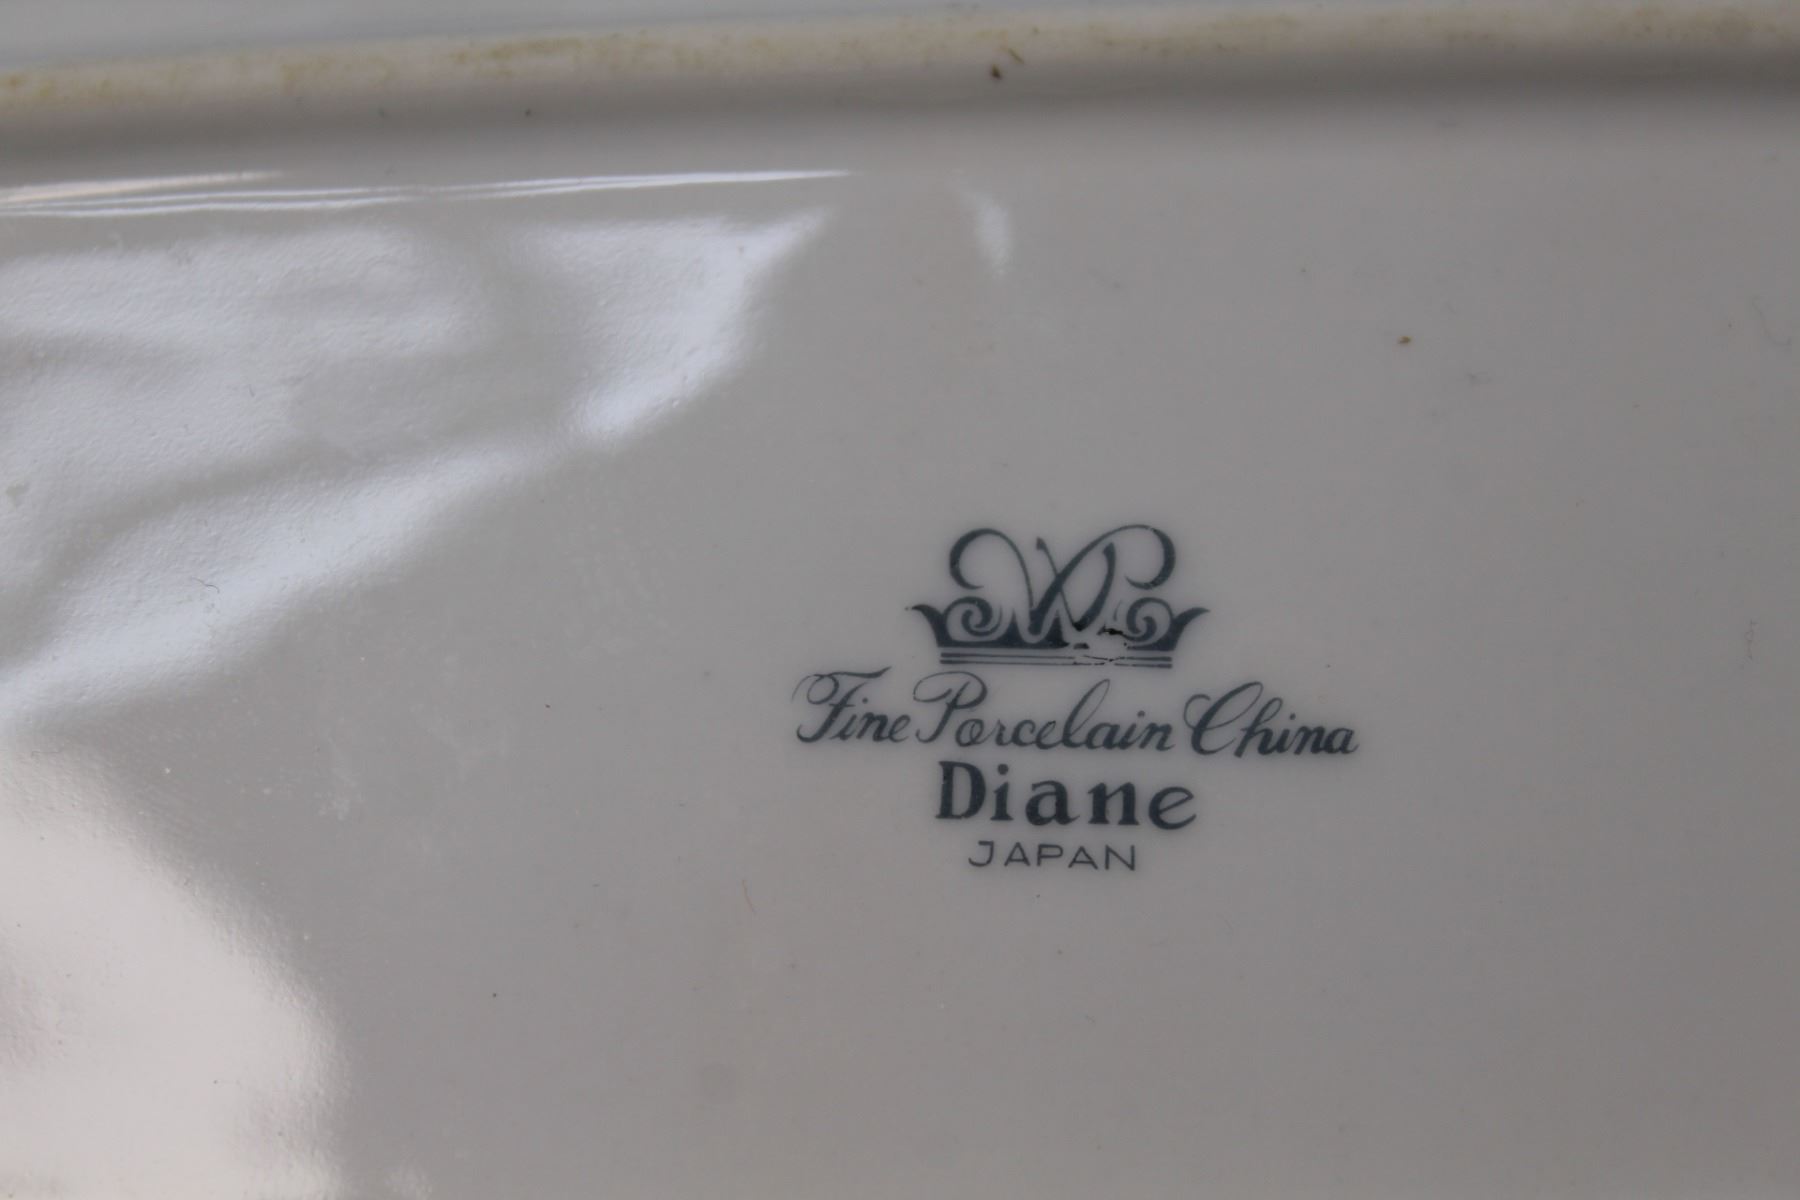 Fine Porcelain China
Diane
JAPAN